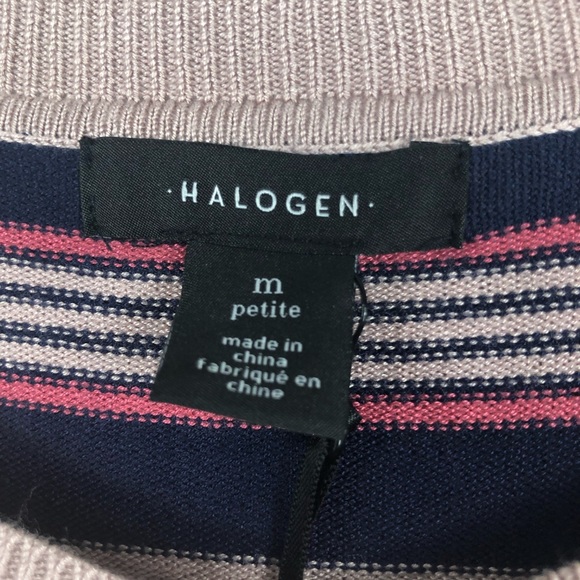 ·HALOGEN·
m
petite
made in
china
fabriqué en
chine